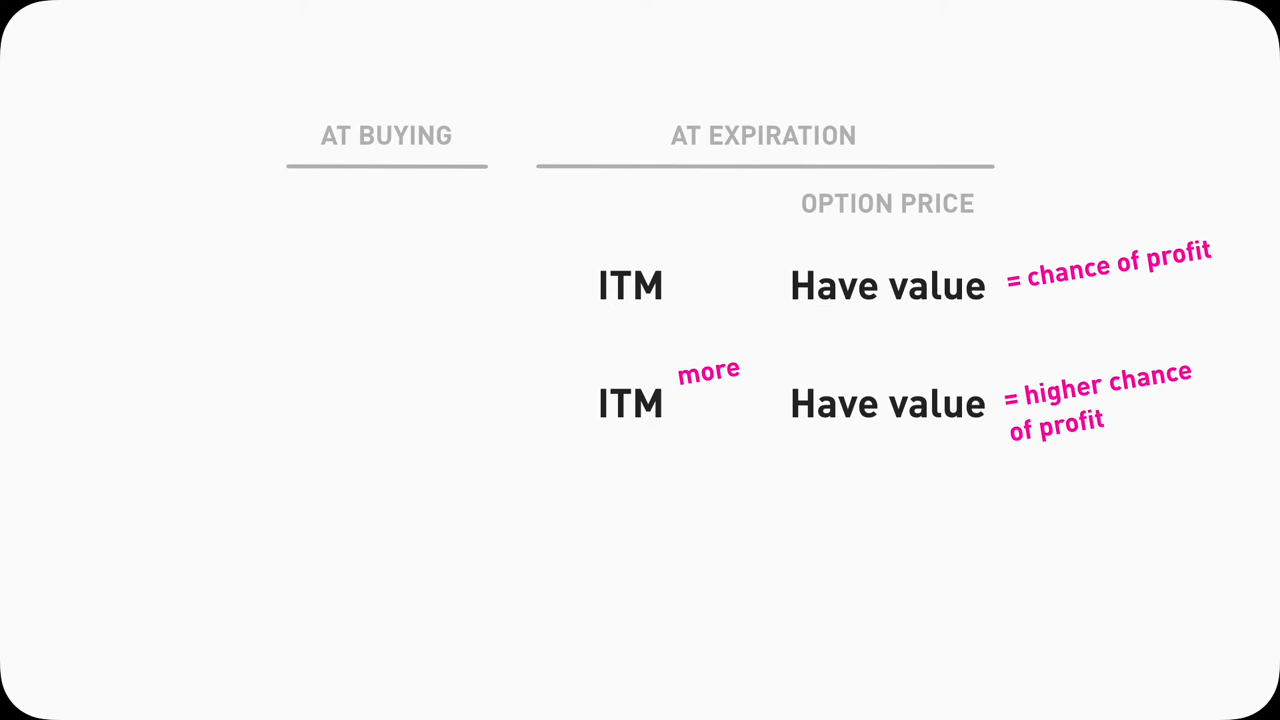 AT BUYING
AT EXPIRATION
OPTION PRICE
ITM
Have value
= chance of profit
ITM
more
Have value
= higher chance
of profit